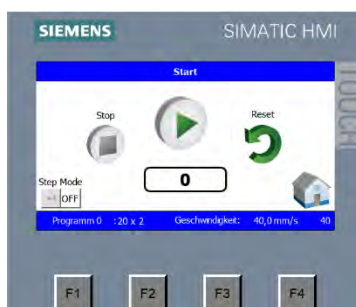 SIEMENS
SIMATIC HMI
TOUCH
Start
Stop
Reset
0
Step Mode
OFF
Programm 0 : 20 x 2 Geschwindigkeit: 40,0 mm/s 40
F1 F2 F3 F4